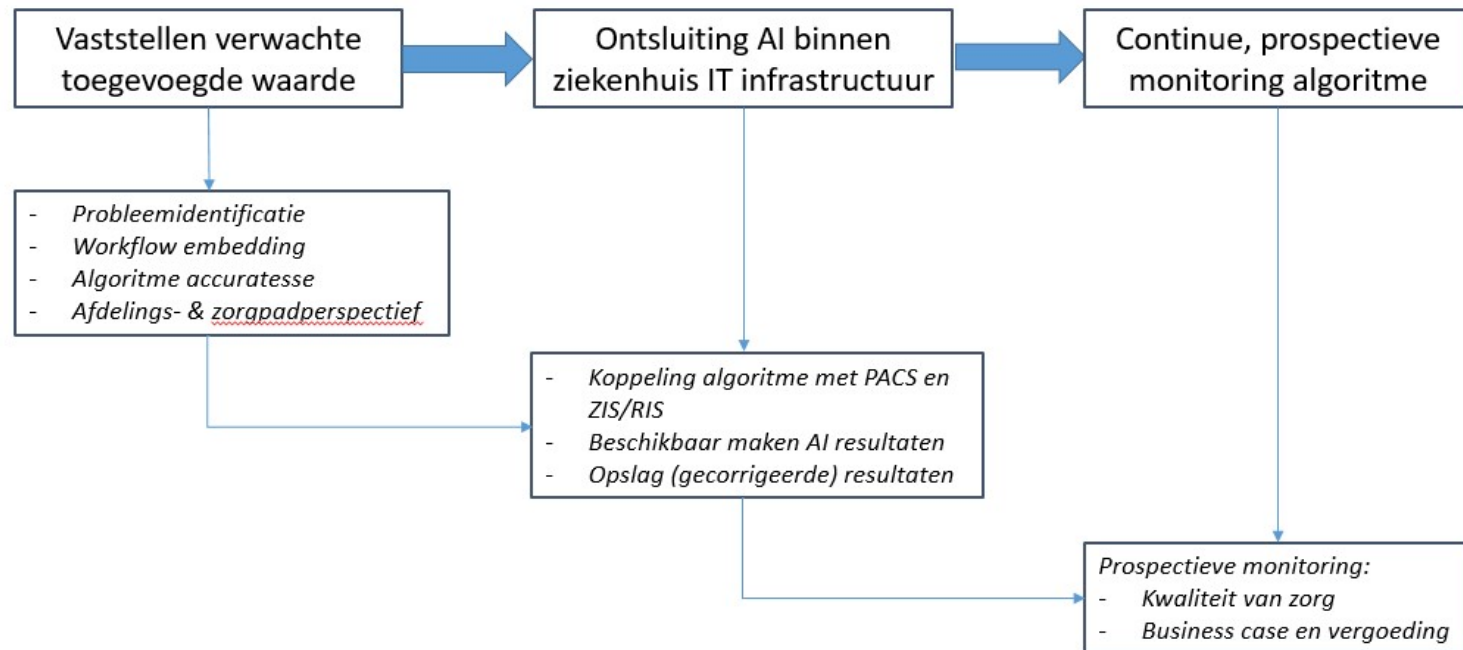 Vaststellen verwachte
toegevoegde waarde
Ontsluiting AI binnen
ziekenhuis IT infrastructuur
Continue, prospectieve
monitoring algoritme
- Probleemidentificatie
- Workflow embedding
- Algoritme accuratesse
- Afdelings- & zorgpadperspectief
- Koppeling algoritme met PACS en
ZIS/RIS
- Beschikbaar maken AI resultaten
- Opslag (gecorrigeerde) resultaten
Prospectieve monitoring:
- Kwaliteit van zorg
- Business case en vergoeding